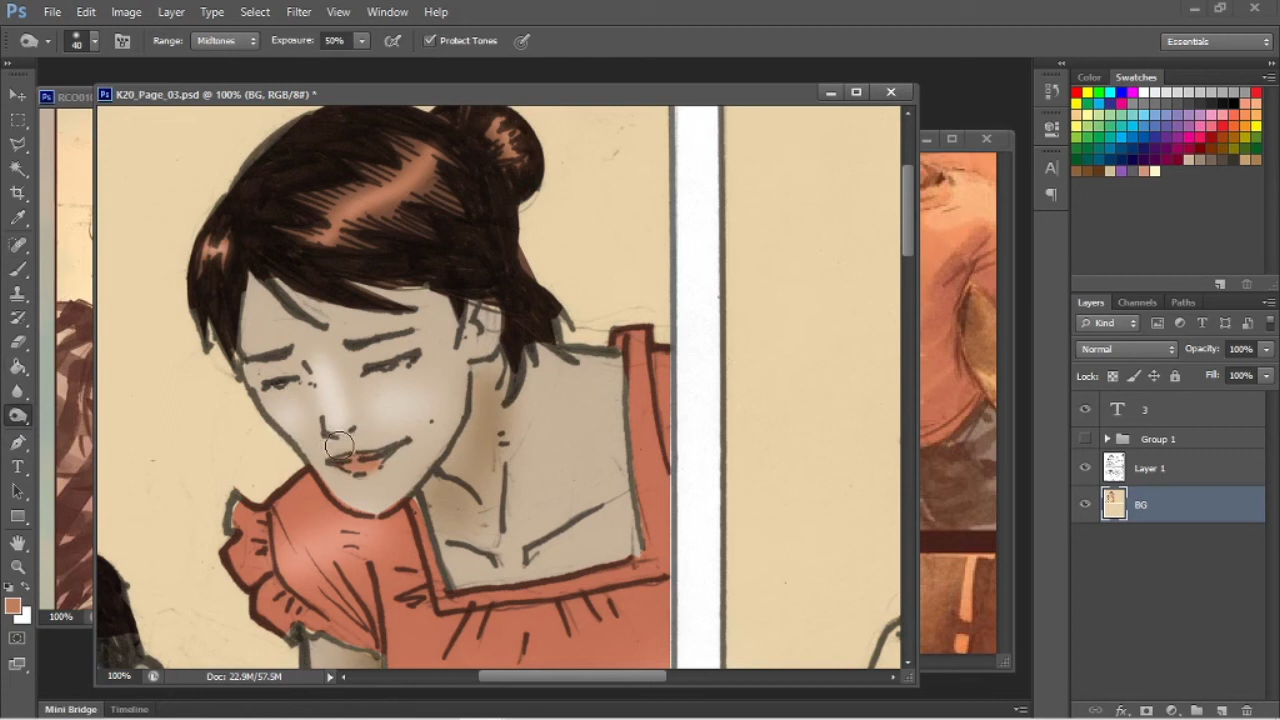 Ps File Edit Image Layer Type Select Filter View Window Help
40 Range: Midtones Exposure: 50% Protect Tones Essentials
RCO01
K20_Page_03.psd @ 100% (BG, RGB/8#) *
Color Swatches
Layers Channels Paths
Kind
Normal Opacity: 100%
Lock: Fill: 100%
T 3
Group 1
Layer 1
BG
100%
100% Doc: 22.9M/57.5M
Mini Bridge Timeline